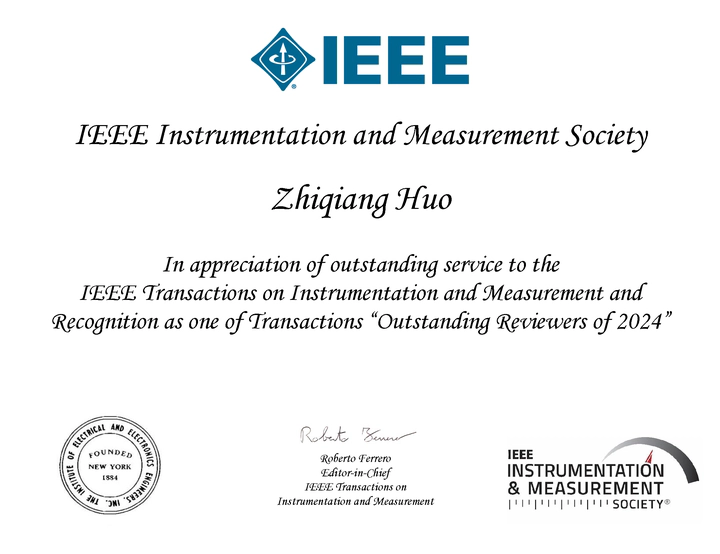 IEEE
IEEE Instrumentation and Measurement Society
Zhiqiang Huo
In appreciation of outstanding service to the
IEEE Transactions on Instrumentation and Measurement and
Recognition as one of Transactions “Outstanding Reviewers of 2024”
THE INSTITUTE OF ELECTRICAL AND ELECTRONICS ENGINEERS, INC.
FOUNDED
NEW YORK
1884
Roberto Ferrero
Roberto Ferrero
Editor-in-Chief
IEEE Transactions on
Instrumentation and Measurement
IEEE
INSTRUMENTATION
& MEASUREMENT
SOCIETY®